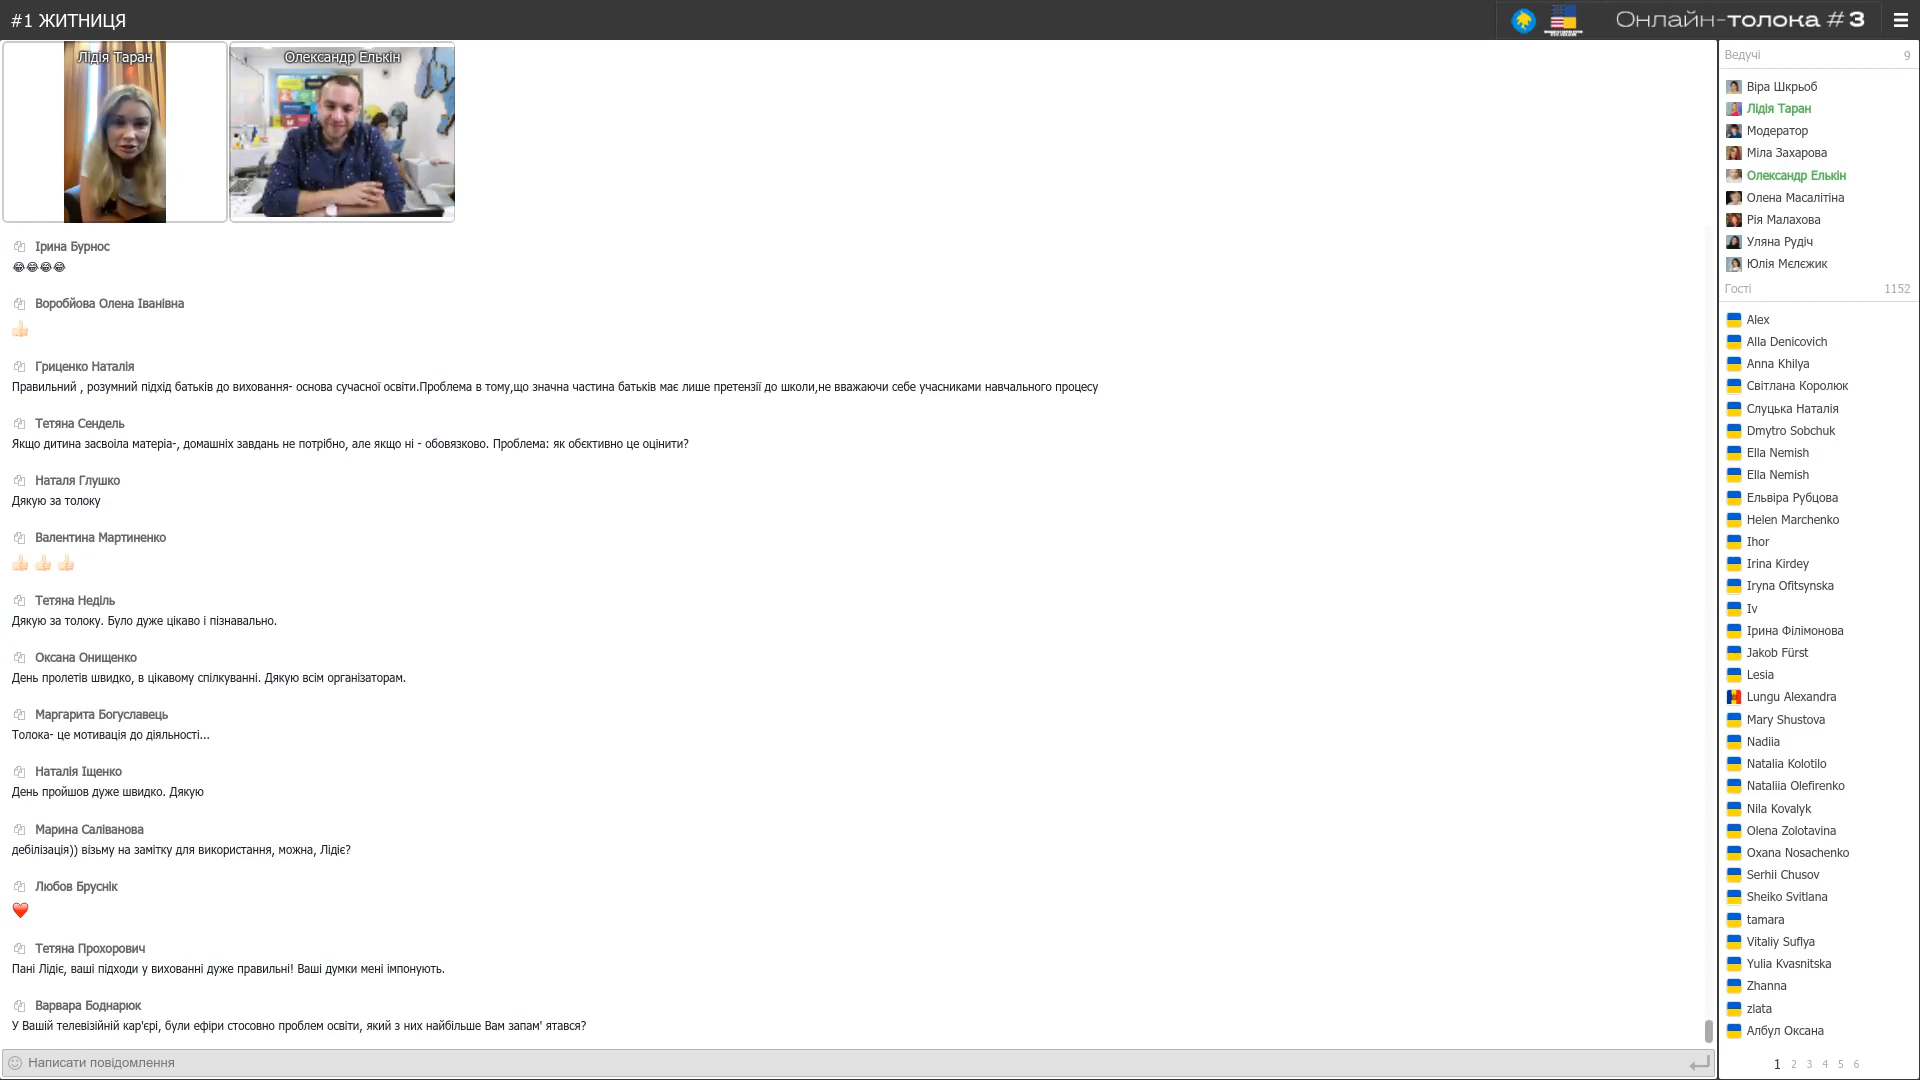 #1 ЖИТНИЦЯ
Онлайн-толока #3
Лідія Таран
Олександр Елькін
Ірина Бурнос
😂😂😂😂
Воробйова Олена Іванівна
👍🏻
Гриценко Наталія
Правильний , розумний підхід батьків до виховання- основа сучасної освіти.Проблема в тому,що значна частина батьків має лише претензії до школи,не вважаючи себе учасниками навчального процесу
Тетяна Сендель
Якщо дитина засвоїла матеріа-, домашніх завдань не потрібно, але якщо ні - обовязково. Проблема: як обєктивно це оцінити?
Наталя Глушко
Дякую за толоку
Валентина Мартиненко
👍🏻 👍🏻 👍🏻
Тетяна Неділь
Дякую за толоку. Було дуже цікаво і пізнавально.
Оксана Онищенко
День пролетів швидко, в цікавому спілкуванні. Дякую всім організаторам.
Маргарита Богуславець
Толока- це мотивація до діяльності...
Наталія Іщенко
День пройшов дуже швидко. Дякую
Марина Саліванова
дебілізація)) візьму на замітку для використання, можна, Лідіє?
Любов Бруснік
❤️
Тетяна Прохорович
Пані Лідіє, ваші підходи у вихованні дуже правильні! Ваші думки мені імпонують.
Варвара Боднарюк
У Вашій телевізійній кар'єрі, були ефіри стосовно проблем освіти, який з них найбільше Вам запам' ятався?
Написати повідомлення
Ведучі 9
Віра Шкрьоб
Лідія Таран
Модератор
Міла Захарова
Олександр Елькін
Олена Масалітіна
Рія Малахова
Уляна Рудіч
Юлія Мєлєжик
Гості 1152
Alex
Alla Denicovich
Anna Khilya
Світлана Королюк
Слуцька Наталія
Dmytro Sobchuk
Ella Nemish
Ella Nemish
Ельвіра Рубцова
Helen Marchenko
Ihor
Irina Kirdey
Iryna Ofitsynska
Iv
Ірина Філімонова
Jakob Fürst
Lesia
Lungu Alexandra
Mary Shustova
Nadiia
Natalia Kolotilo
Nataliia Olefirenko
Nila Kovalyk
Olena Zolotavina
Oxana Nosachenko
Serhii Chusov
Sheiko Svitlana
tamara
Vitaliy Suflya
Yulia Kvasnitska
Zhanna
zlata
Албул Оксана
1 2 3 4 5 6